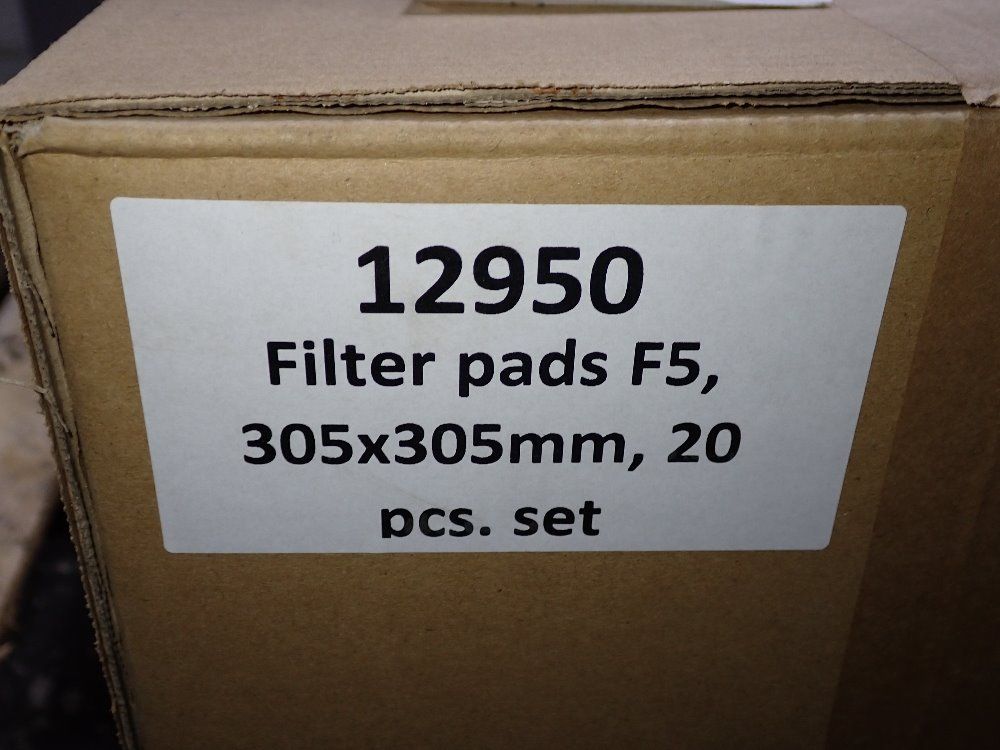 12950
Filter pads F5,
305x305mm, 20
pcs. set